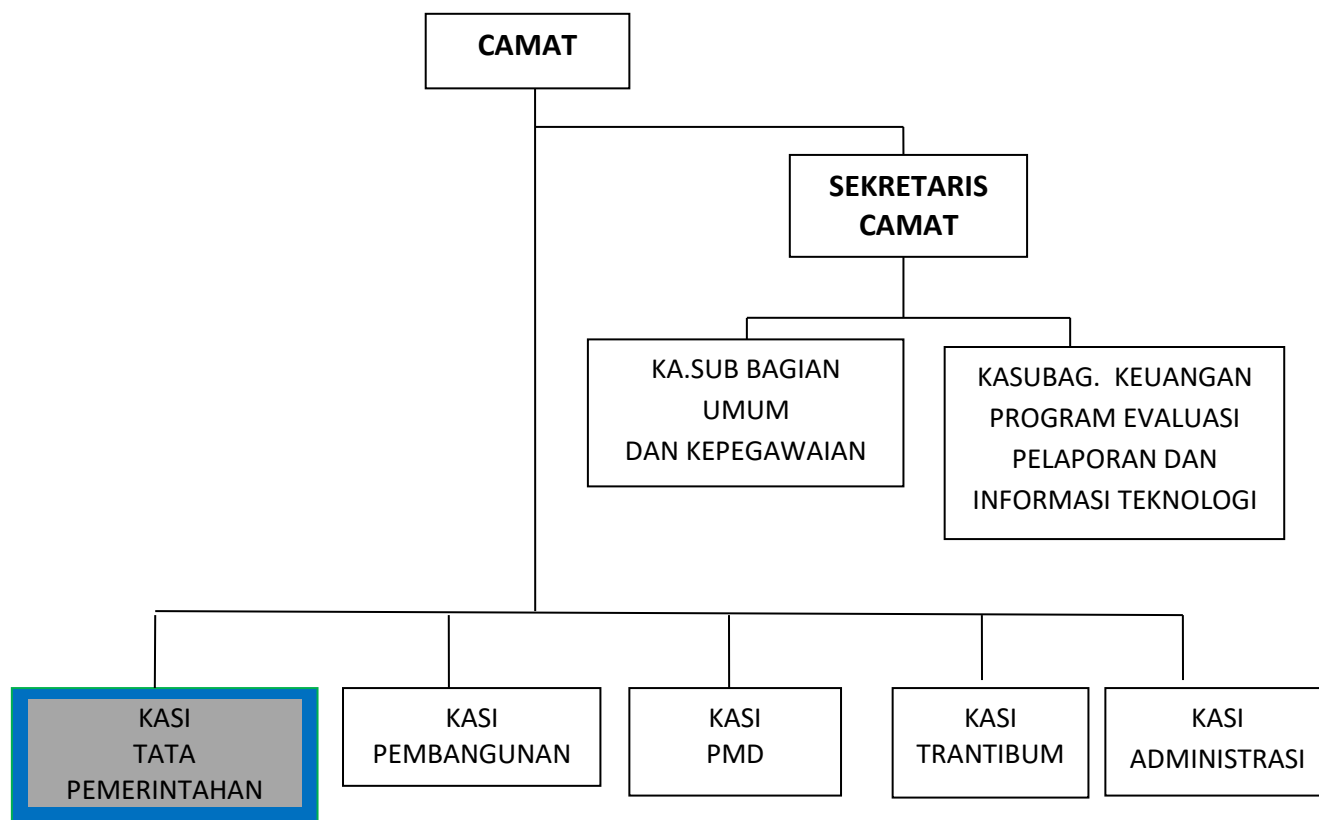 CAMAT
SEKRETARIS
CAMAT
KA.SUB BAGIAN
UMUM
DAN KEPEGAWAIAN
KASUBAG. KEUANGAN
PROGRAM EVALUASI
PELAPORAN DAN
INFORMASI TEKNOLOGI
KASI
TATA
PEMERINTAHAN
KASI
PEMBANGUNAN
KASI
PMD
KASI
TRANTIBUM
KASI
ADMINISTRASI